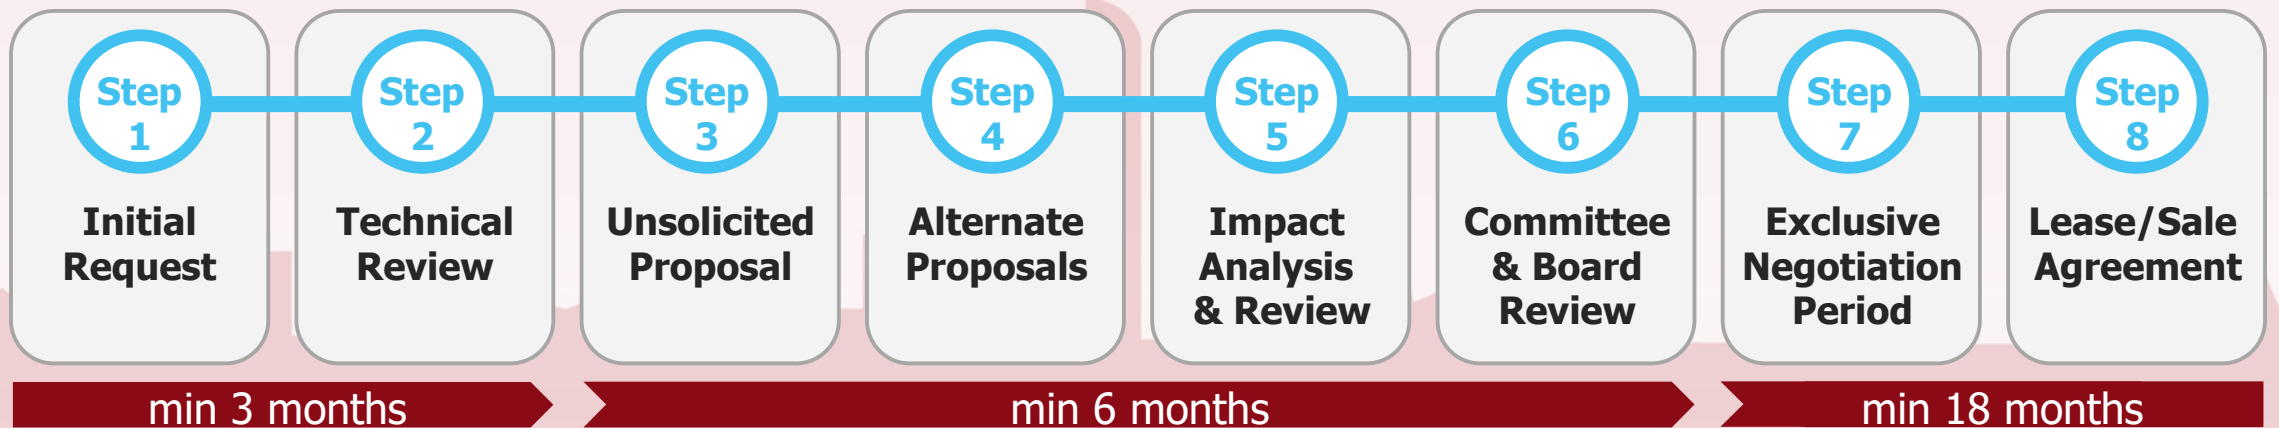 Step
1
Initial
Request
Step
2
Technical
Review
Step
3
Unsolicited
Proposal
Step
4
Alternate
Proposals
Step
5
Impact
Analysis
& Review
Step
6
Committee
& Board
Review
Step
7
Exclusive
Negotiation
Period
Step
8
Lease/Sale
Agreement
min 3 months
min 6 months
min 18 months